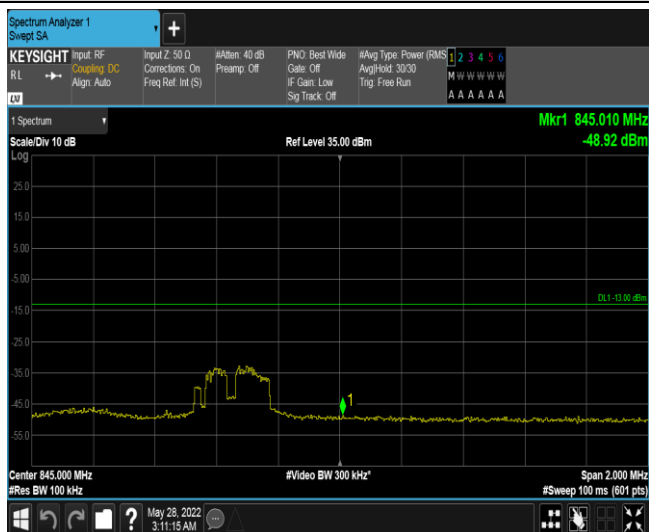 Spectrum Analyzer 1
Swept SA
KEYSIGHT
RL
LXI
Input: RF
Coupling: DC
Align: Auto
Input Z: 50 Ω
Corrections: On
Freq Ref: Int (S)
#Atten: 40 dB
Preamp: Off
PNO: Best Wide
Gate: Off
IF Gain: Low
Sig Track: Off
#Avg Type: Power (RMS
Avg|Hold: 30/30
Trig: Free Run
1 2 3 4 5 6
M W W W W W
A A A A A A
1 Spectrum
Mkr1 845.010 MHz
Scale/Div 10 dB
Ref Level 35.00 dBm
-48.92 dBm
Log
25.0
15.0
5.00
-5.00
DL1 -13.00 dBm
-15.0
-25.0
-35.0
-45.0
1
-55.0
Center 845.000 MHz
#Video BW 300 kHz*
Span 2.000 MHz
#Res BW 100 kHz
#Sweep 100 ms (601 pts)
?
May 28, 2022
3:11:15 AM